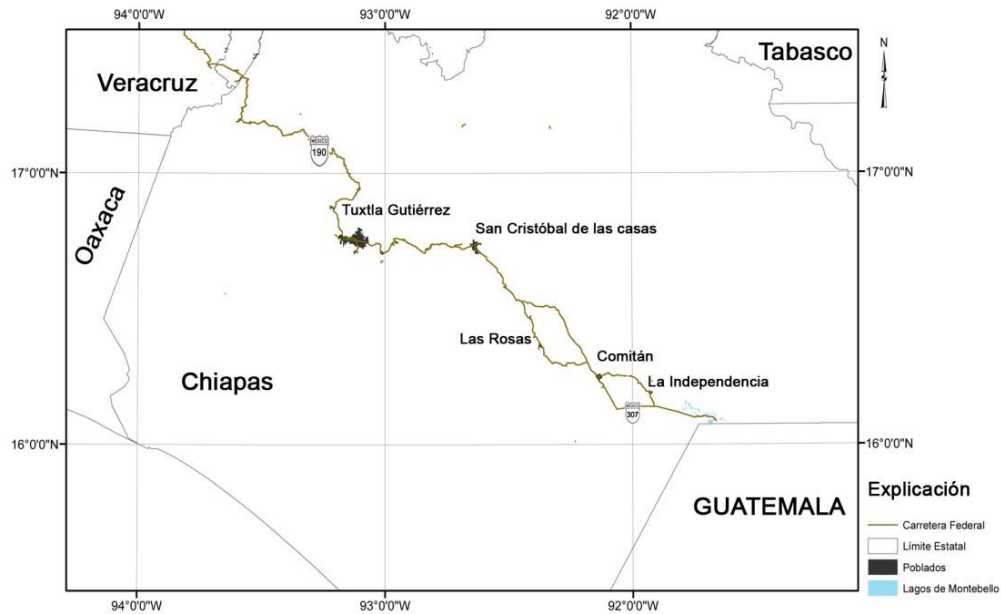 94°0'0"W 93°0'0"W 92°0'0"W
Tabasco
N
Veracruz
MÉXICO
190
17°0'0"N 17°0'0"N
Oaxaca
Tuxtla Gutiérrez
San Cristóbal de las casas
Las Rosas
Comitán
Chiapas
La Independencia
MÉXICO
307
16°0'0"N 16°0'0"N
GUATEMALA
Explicación
Carretera Federal
Límite Estatal
Poblados
Lagos de Montebello
94°0'0"W 93°0'0"W 92°0'0"W